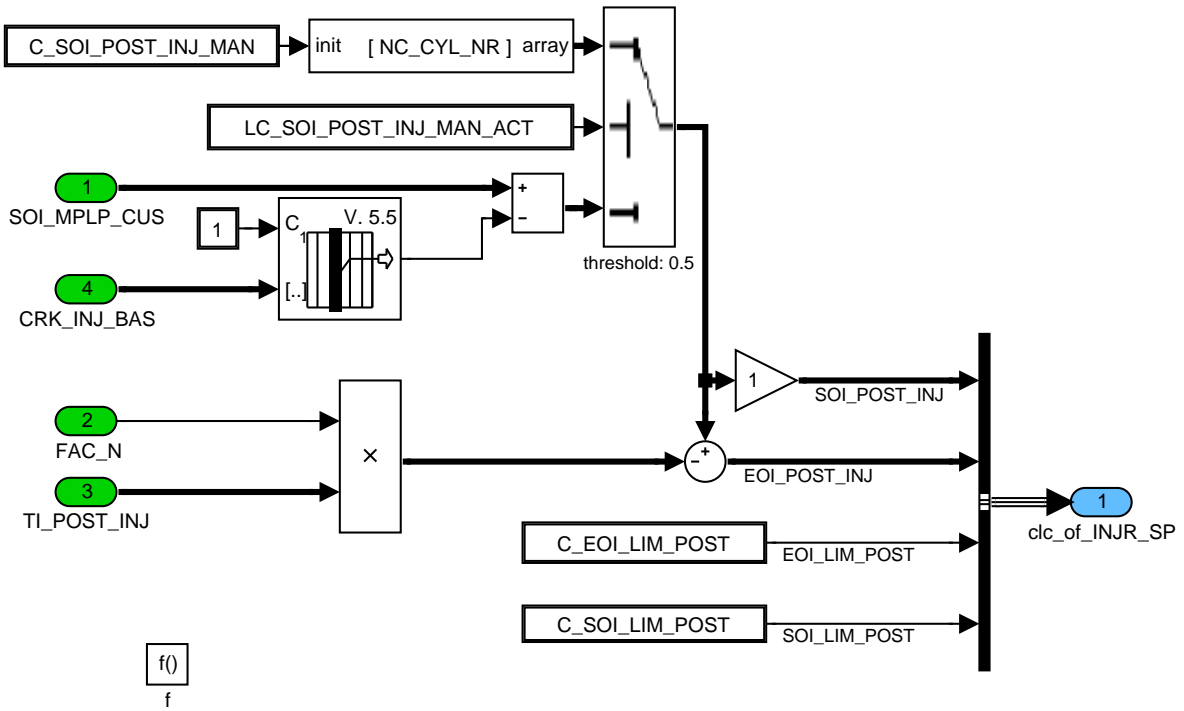 C_SOI_POST_INJ_MAN
init [ NC_CYL_NR ] array
LC_SOI_POST_INJ_MAN_ACT
1
SOI_MPLP_CUS
+
−
1
C1
V. 5.5
[..]
threshold: 0.5
4
CRK_INJ_BAS
1
SOI_POST_INJ
2
FAC_N
×
− +
EOI_POST_INJ
3
TI_POST_INJ
1
clc_of_INJR_SP
C_EOI_LIM_POST
EOI_LIM_POST
C_SOI_LIM_POST
SOI_LIM_POST
f()
f